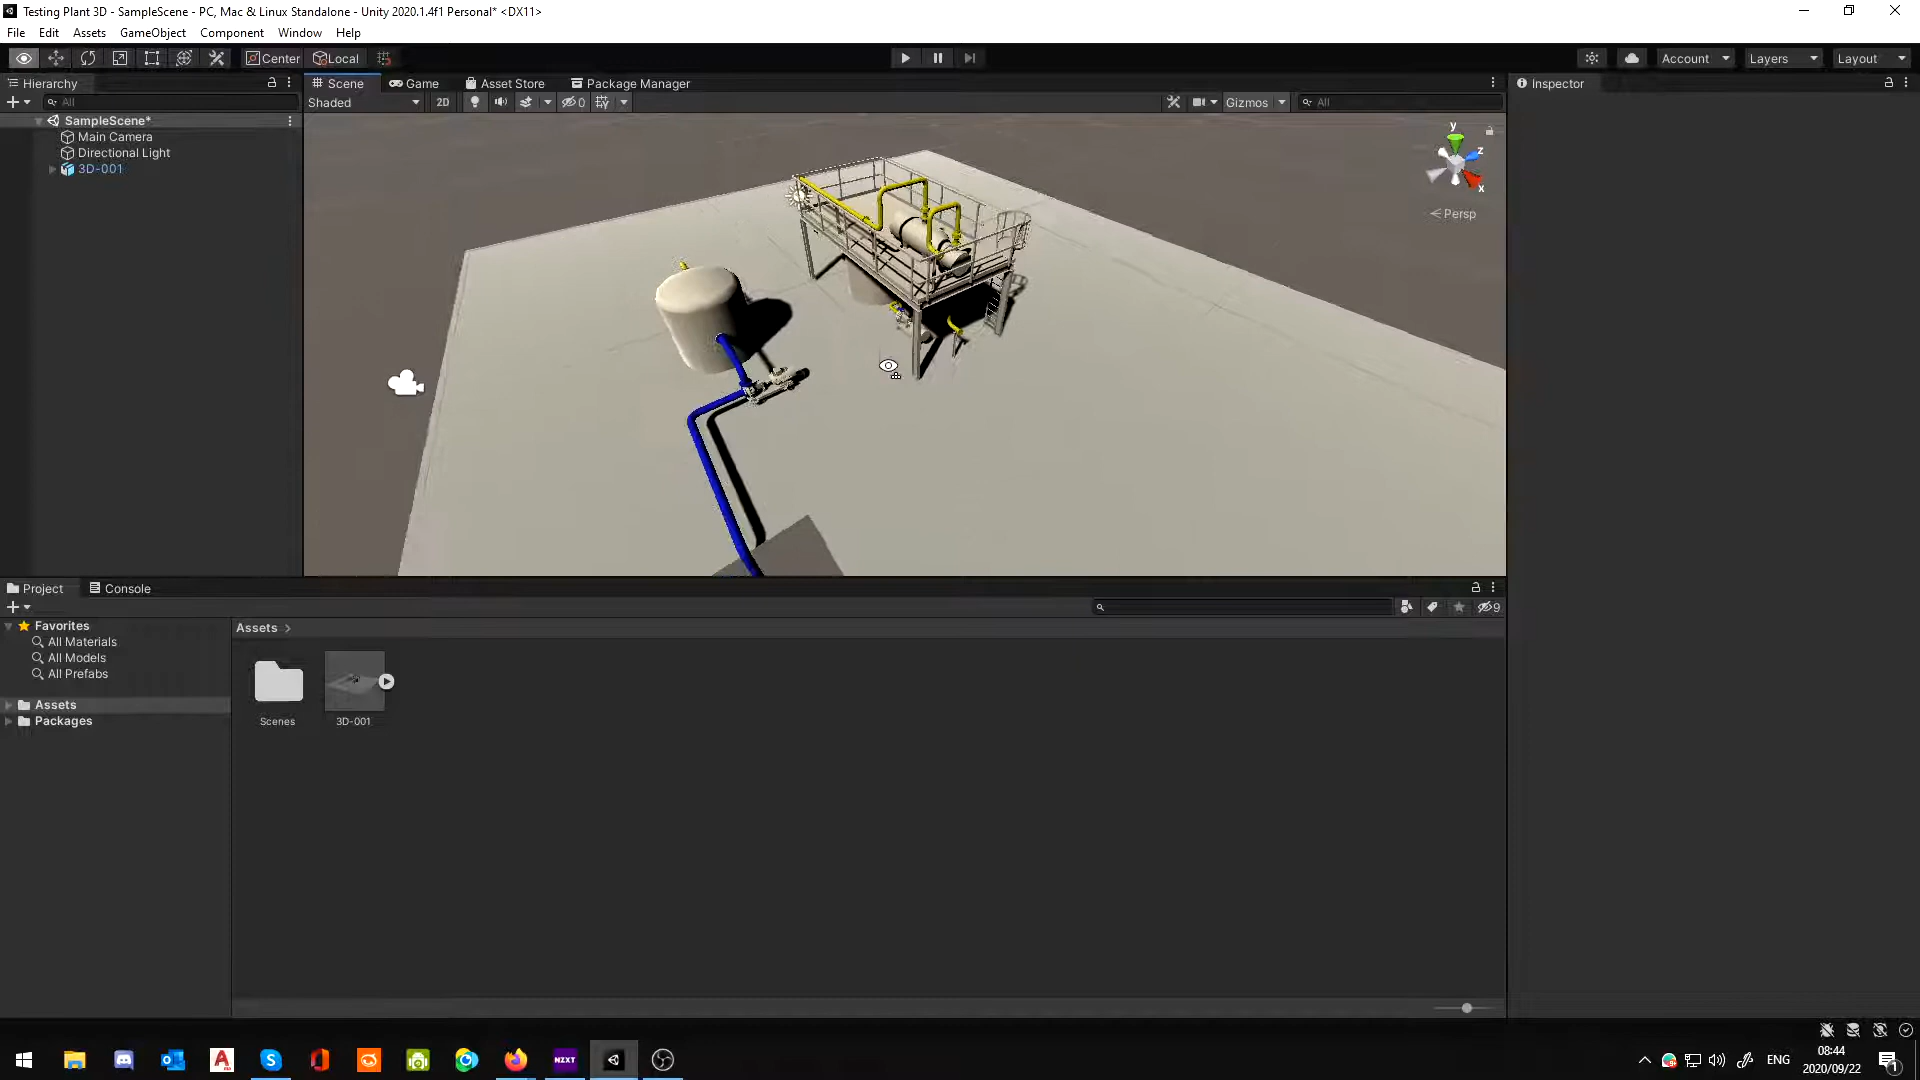 Testing Plant 3D - SampleScene - PC, Mac & Linux Standalone - Unity 2020.1.4f1 Personal* <DX11>
File Edit Assets GameObject Component Window Help
Center Local Account Layers Layout
Hierarchy Scene Game Asset Store Package Manager Inspector
All Shaded 2D 0 Gizmos All
SampleScene*
Main Camera
Directional Light
3D-001
y
z
x
Persp
Project Console
9
Favorites
All Materials
All Models
All Prefabs
Assets
Packages
Assets
Scenes 3D-001
NZXT
ENG
08:44
2020/09/22
1